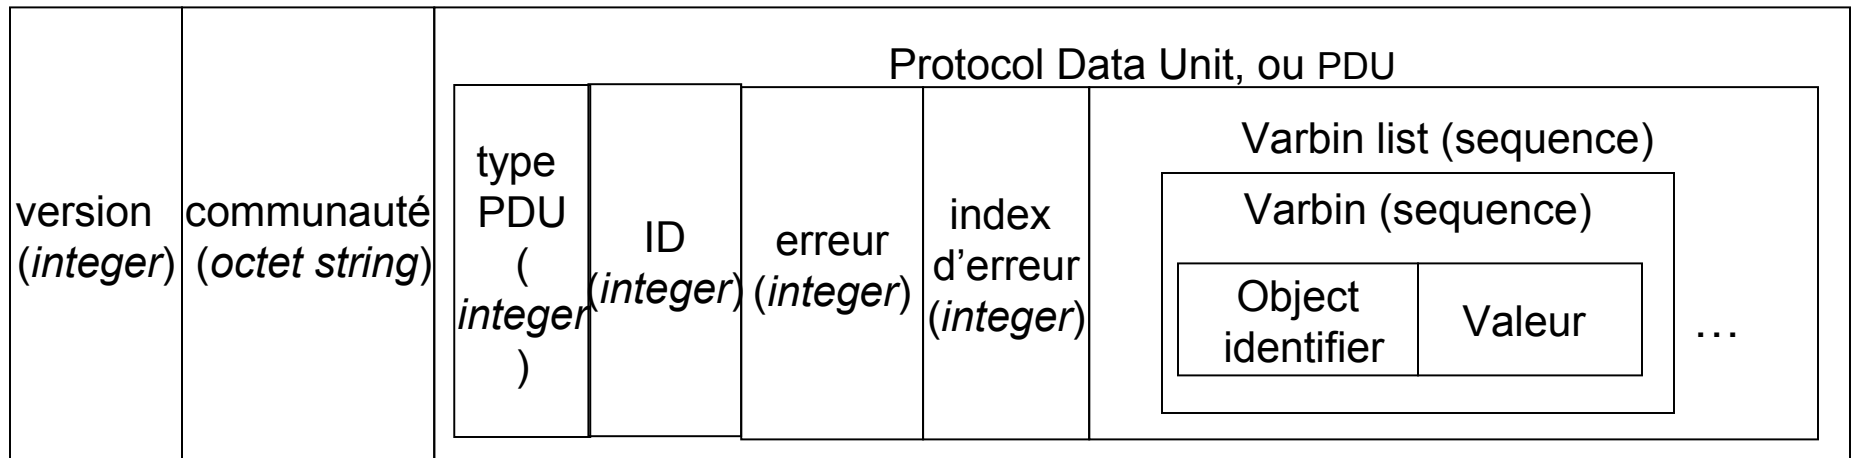 Protocol Data Unit, ou PDU
version
(integer)
communauté
(octet string)
type
PDU
(
integer
)
ID
(integer)
erreur
(integer)
index
d’erreur
(integer)
Varbin list (sequence)
Varbin (sequence)
Object
identifier
Valeur
…